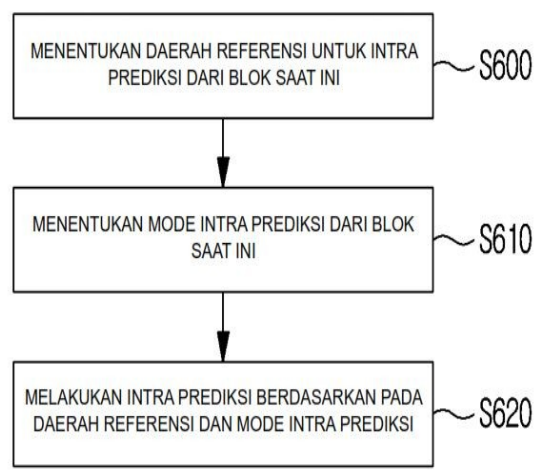 MENENTUKAN DAERAH REFERENSI UNTUK INTRA
PREDIKSI DARI BLOK SAAT INI
S600
MENENTUKAN MODE INTRA PREDIKSI DARI BLOK
SAAT INI
S610
MELAKUKAN INTRA PREDIKSI BERDASARKAN PADA
DAERAH REFERENSI DAN MODE INTRA PREDIKSI
S620